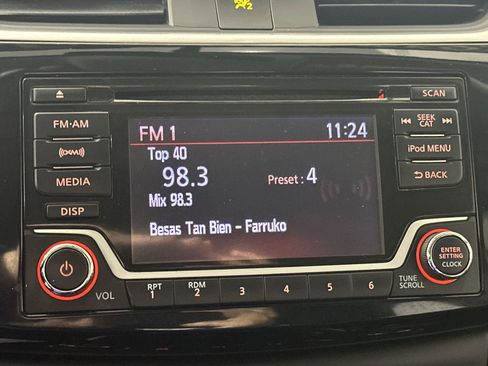 2
SCAN
FM•AM
SEEK
CAT
((XM))
iPod MENU
MEDIA
BACK
DISP
FM 1
11:24
Top 40
98.3
Preset : 4
Mix 98.3
Besas Tan Bien - Farruko
VOL
RPT
1
RDM
2
3
4
5
6
TUNE
SCROLL
ENTER
SETTING
CLOCK